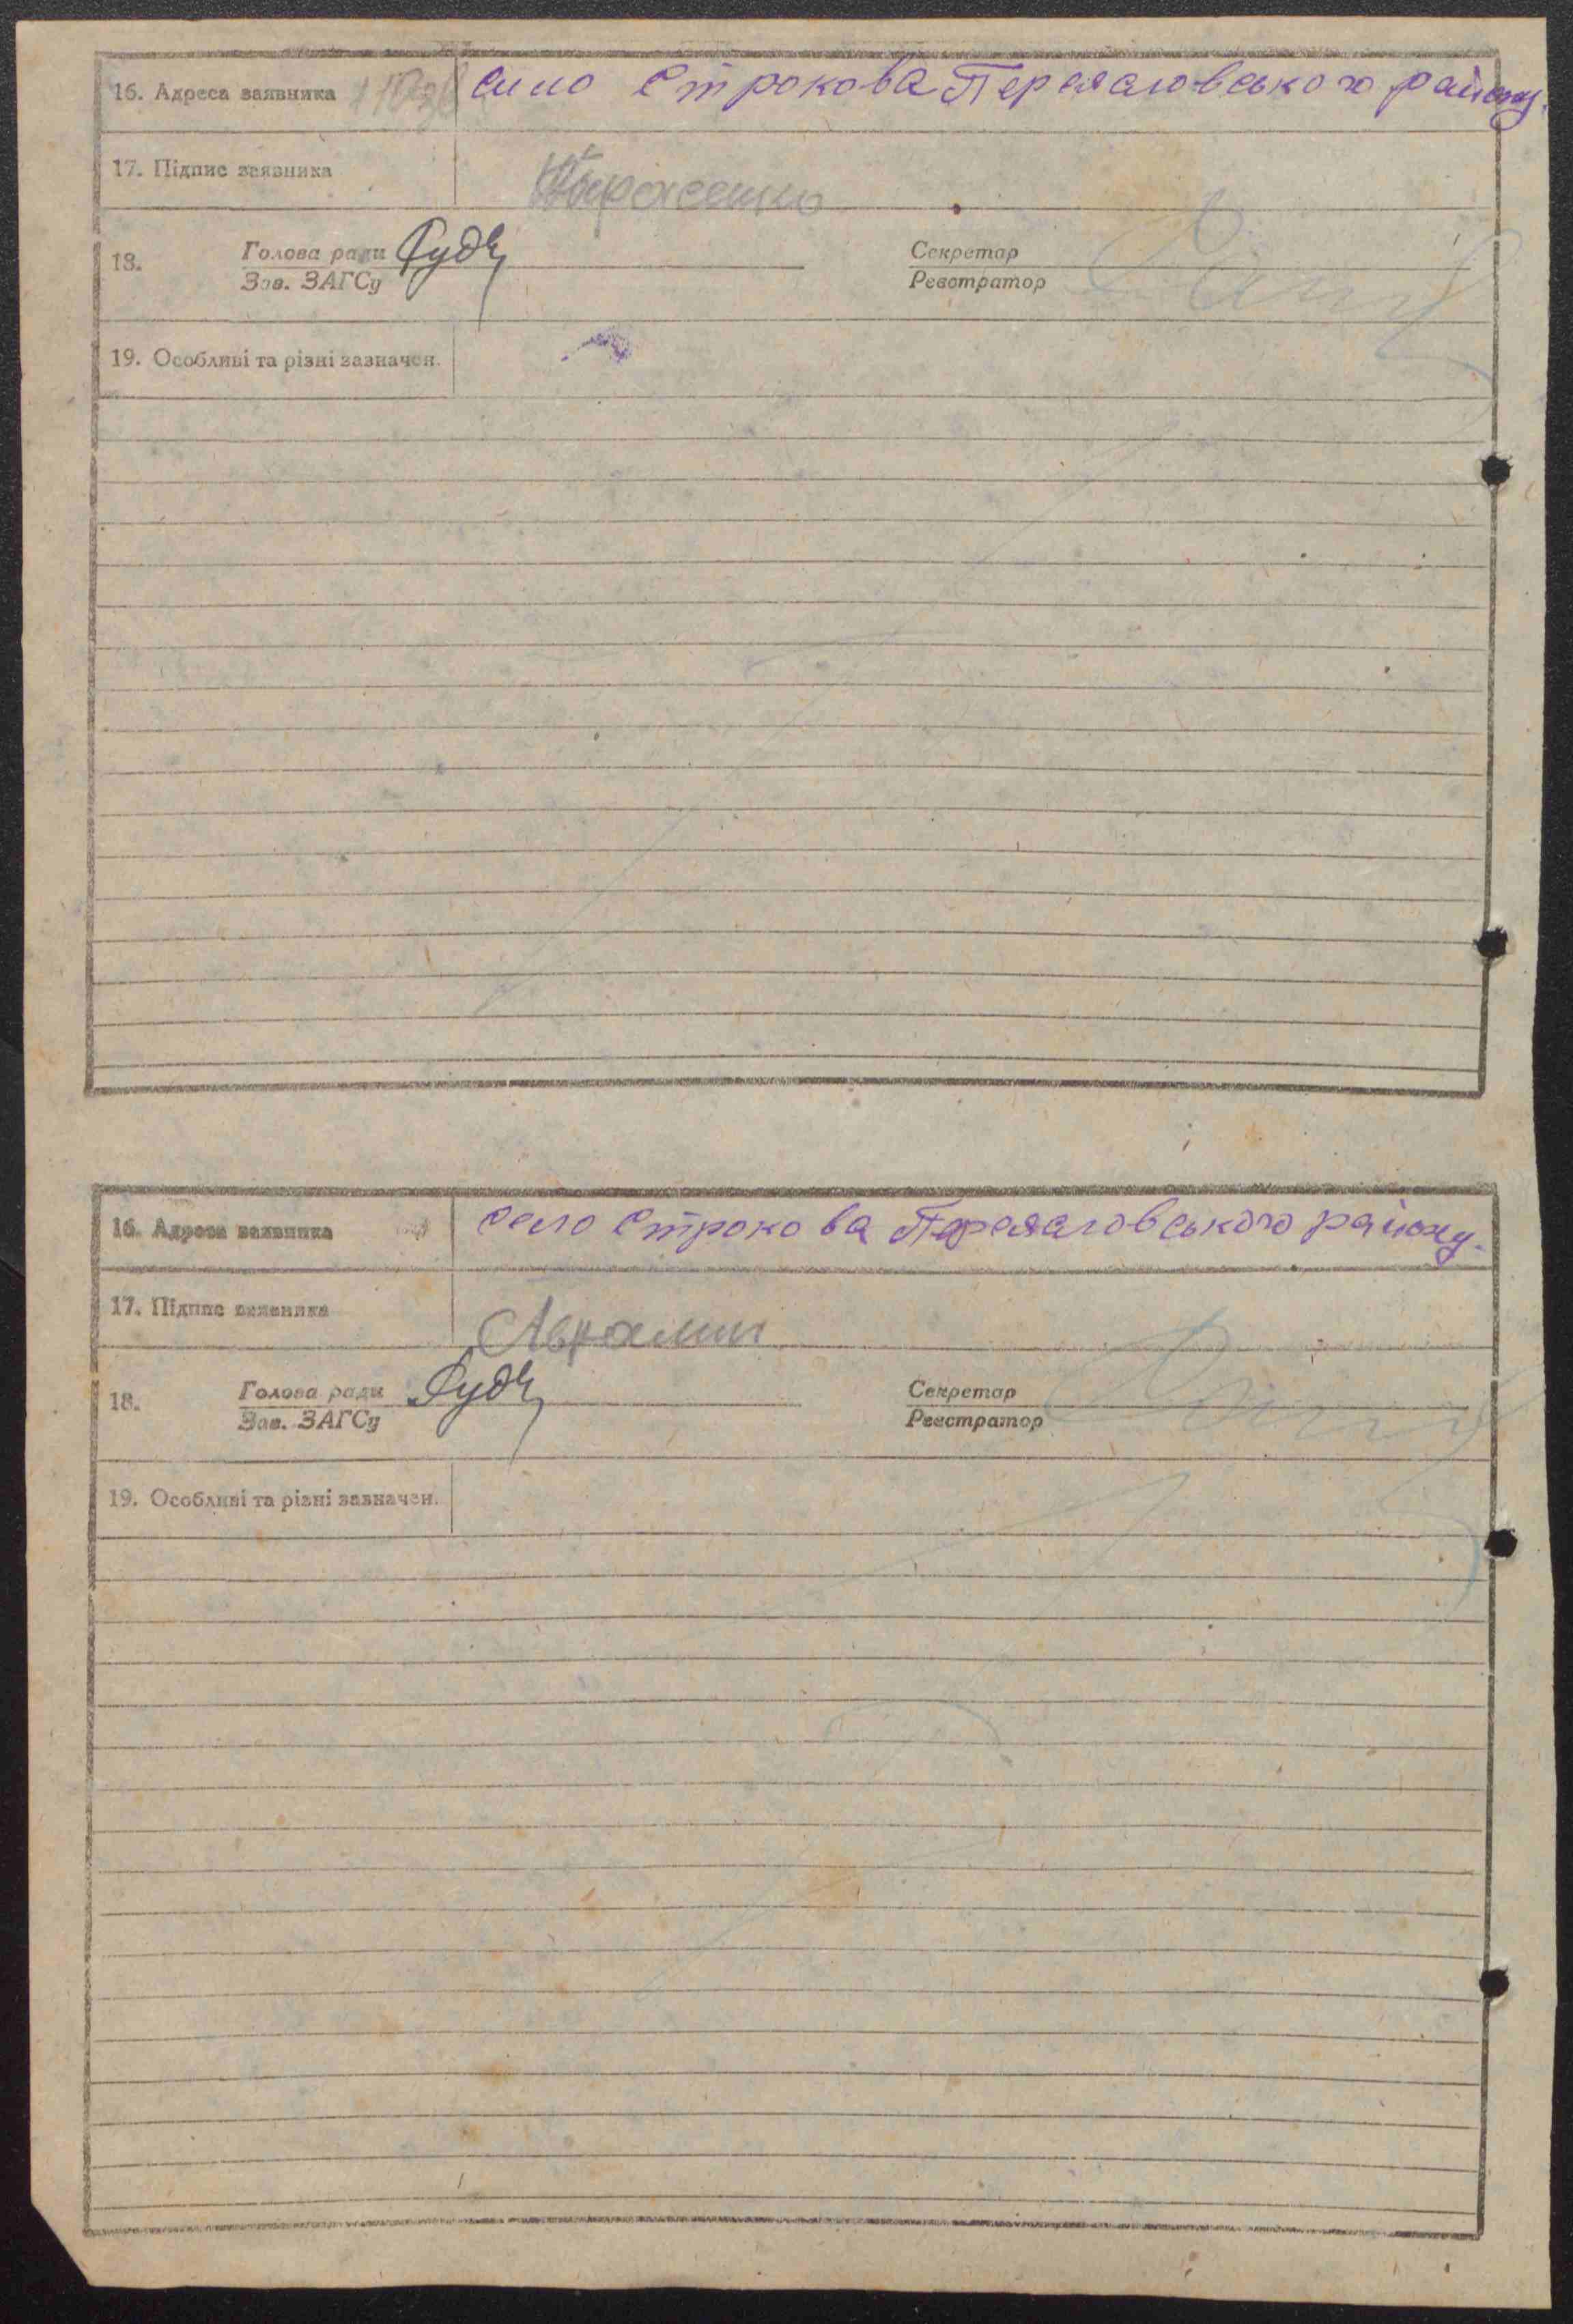 16. Адреса заявника село Строкова Переяславського району.
17. Підпис заявника Тарасенко
18. Голова ради Секретар
Зав. ЗАГСу Реєстратор
19. Особливі та різні зазначен.
16. Адреса заявника село Строкова Переяславського району.
17. Підпис заявника
18. Голова ради Секретар
Зав. ЗАГСу Реєстратор
19. Особливі та різні зазначен.